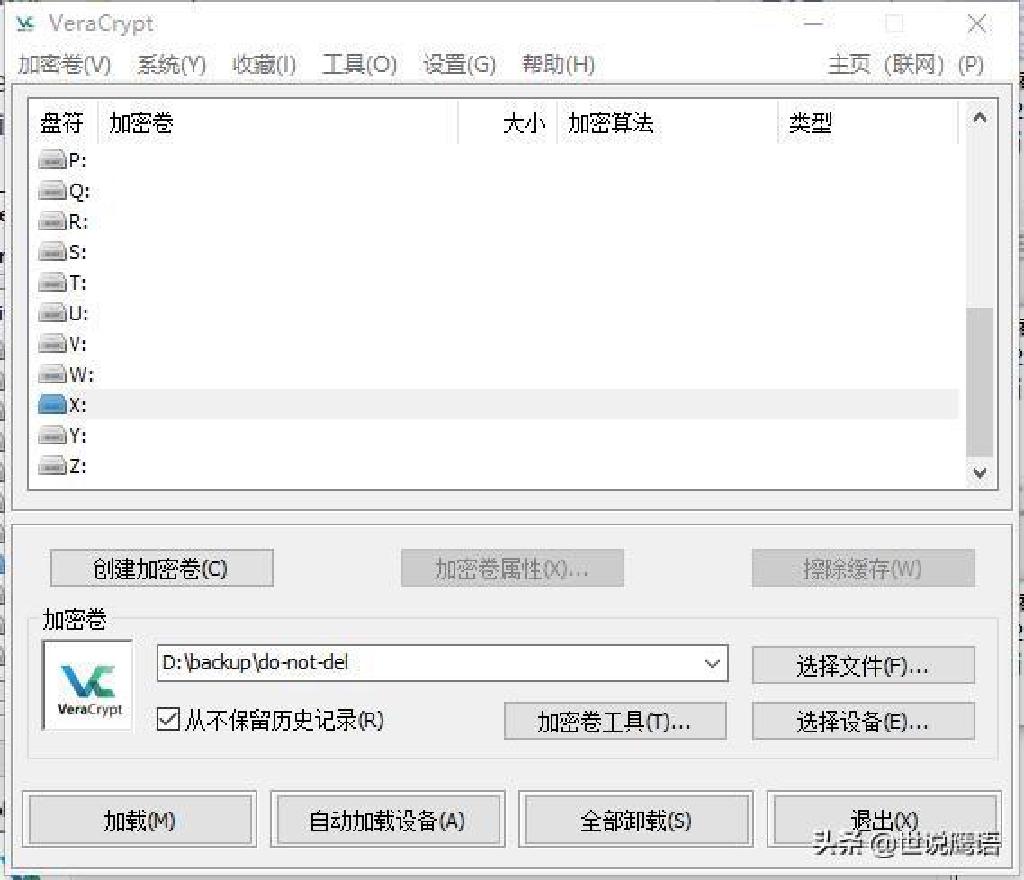 VeraCrypt
加密卷(V) 系统(Y) 收藏(I) 工具(O) 设置(G) 帮助(H) 主页 (联网) (P)
盘符 加密卷 大小 加密算法 类型
P:
Q:
R:
S:
T:
U:
V:
W:
X:
Y:
Z:
创建加密卷(C) 加密卷属性(X)... 擦除缓存(W)
加密卷
VeraCrypt
D:\backup\do-not-del 选择文件(F)...
从不保留历史记录(R) 加密卷工具(T)... 选择设备(E)...
加载(M) 自动加载设备(A) 全部卸载(S) 退出(X)
头条 @世说鹰语